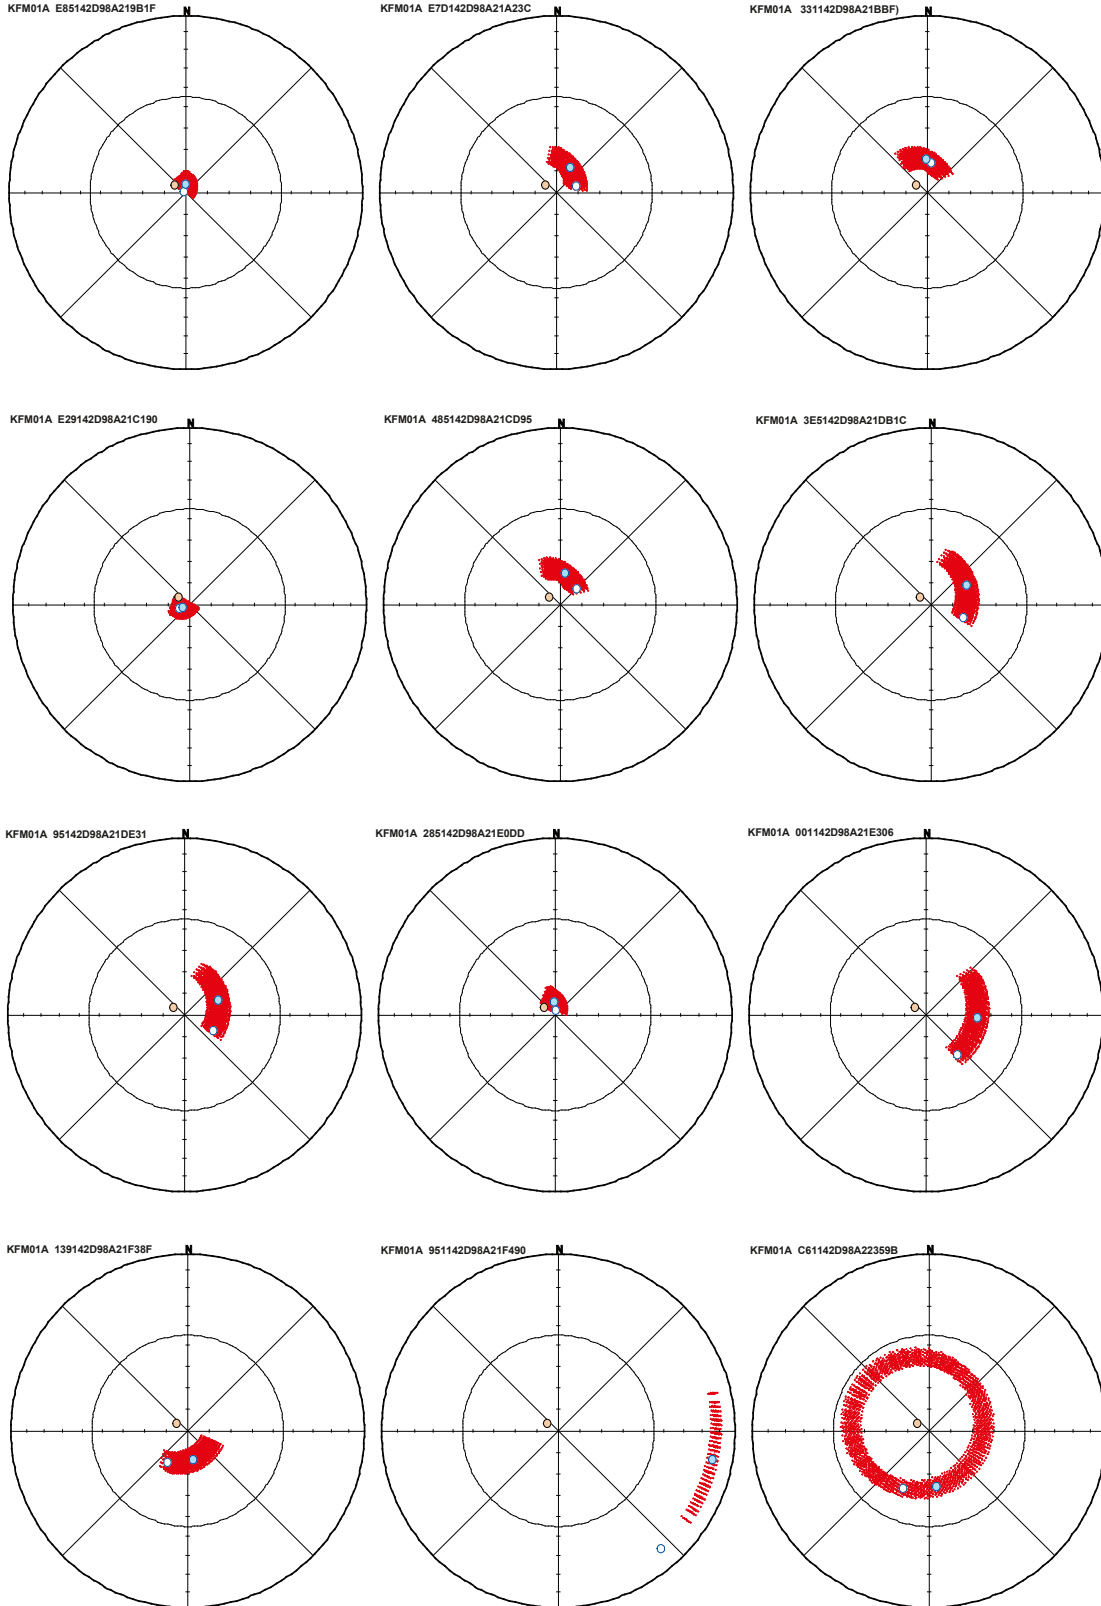 KFM01A E85142D98A219B1F
N
KFM01A E7D142D98A21A23C
N
KFM01A 331142D98A21BBF)
N
KFM01A E29142D98A21C190
N
KFM01A 485142D98A21CD95
N
KFM01A 3E5142D98A21DB1C
N
KFM01A 95142D98A21DE31
N
KFM01A 285142D98A21E0DD
N
KFM01A 001142D98A21E306
N
KFM01A 139142D98A21F38F
N
KFM01A 951142D98A21F490
N
KFM01A C61142D98A22359B
N